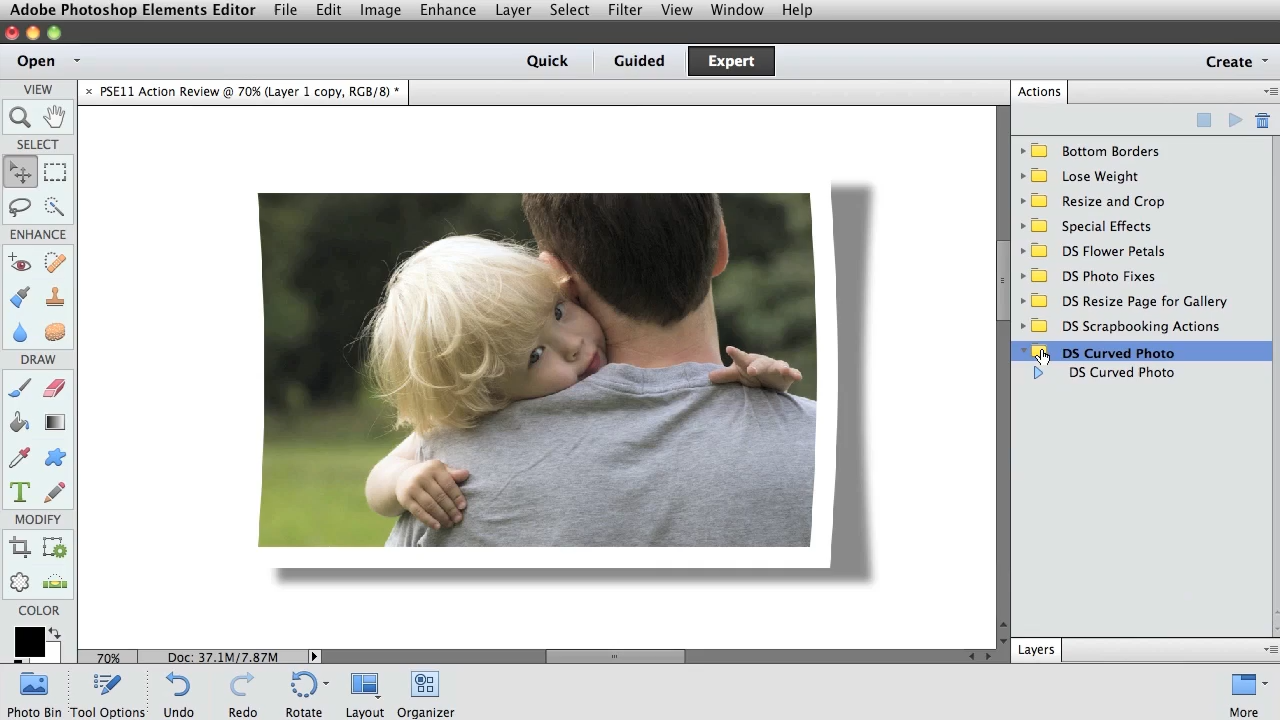 Adobe Photoshop Elements Editor File Edit Image Enhance Layer Select Filter View Window Help
Open Quick Guided Expert Create
VIEW
× PSE11 Action Review @ 70% (Layer 1 copy, RGB/8) *
Actions
SELECT
Bottom Borders
Lose Weight
Resize and Crop
Special Effects
ENHANCE
DS Flower Petals
DS Photo Fixes
DS Resize Page for Gallery
DS Scrapbooking Actions
DS Curved Photo
DRAW
DS Curved Photo
T
MODIFY
COLOR
Layers
70% Doc: 37.1M/7.87M
Photo Bin Tool Options Undo Redo Rotate Layout Organizer More